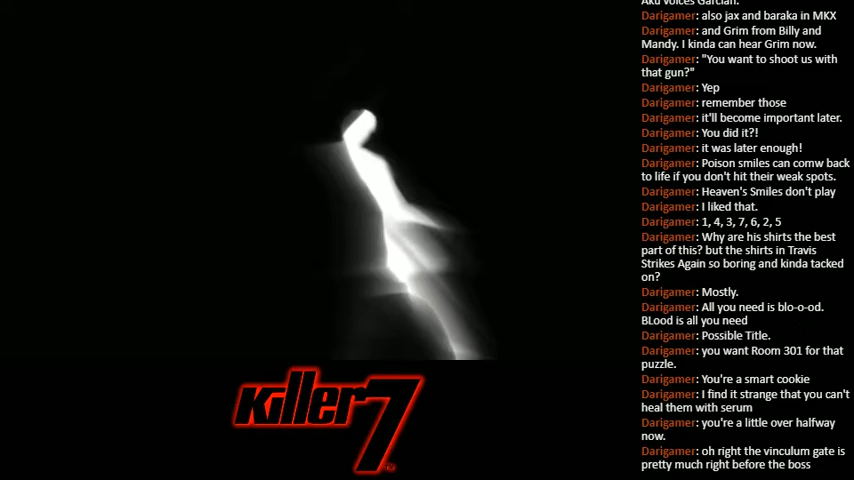 Aku voices Garcian.
Darigamer: also jax and baraka in MKX
Darigamer: and Grim from Billy and
Mandy. I kinda can hear Grim now.
Darigamer: "You want to shoot us with
that gun?"
Darigamer: Yep
Darigamer: remember those
Darigamer: it'll become important later.
Darigamer: You did it?!
Darigamer: it was later enough!
Darigamer: Poison smiles can comw back
to life if you don't hit their weak spots.
Darigamer: Heaven's Smiles don't play
Darigamer: I liked that.
Darigamer: 1, 4, 3, 7, 6, 2, 5
Darigamer: Why are his shirts the best
part of this? but the shirts in Travis
Strikes Again so boring and kinda tacked
on?
Darigamer: Mostly.
Darigamer: All you need is blo-o-od.
BLood is all you need
Darigamer: Possible Title.
Darigamer: you want Room 301 for that
puzzle.
Darigamer: You're a smart cookie
Darigamer: I find it strange that you can't
heal them with serum
Darigamer: you're a little over halfway
now.
Darigamer: oh right the vinculum gate is
pretty much right before the boss
killer7